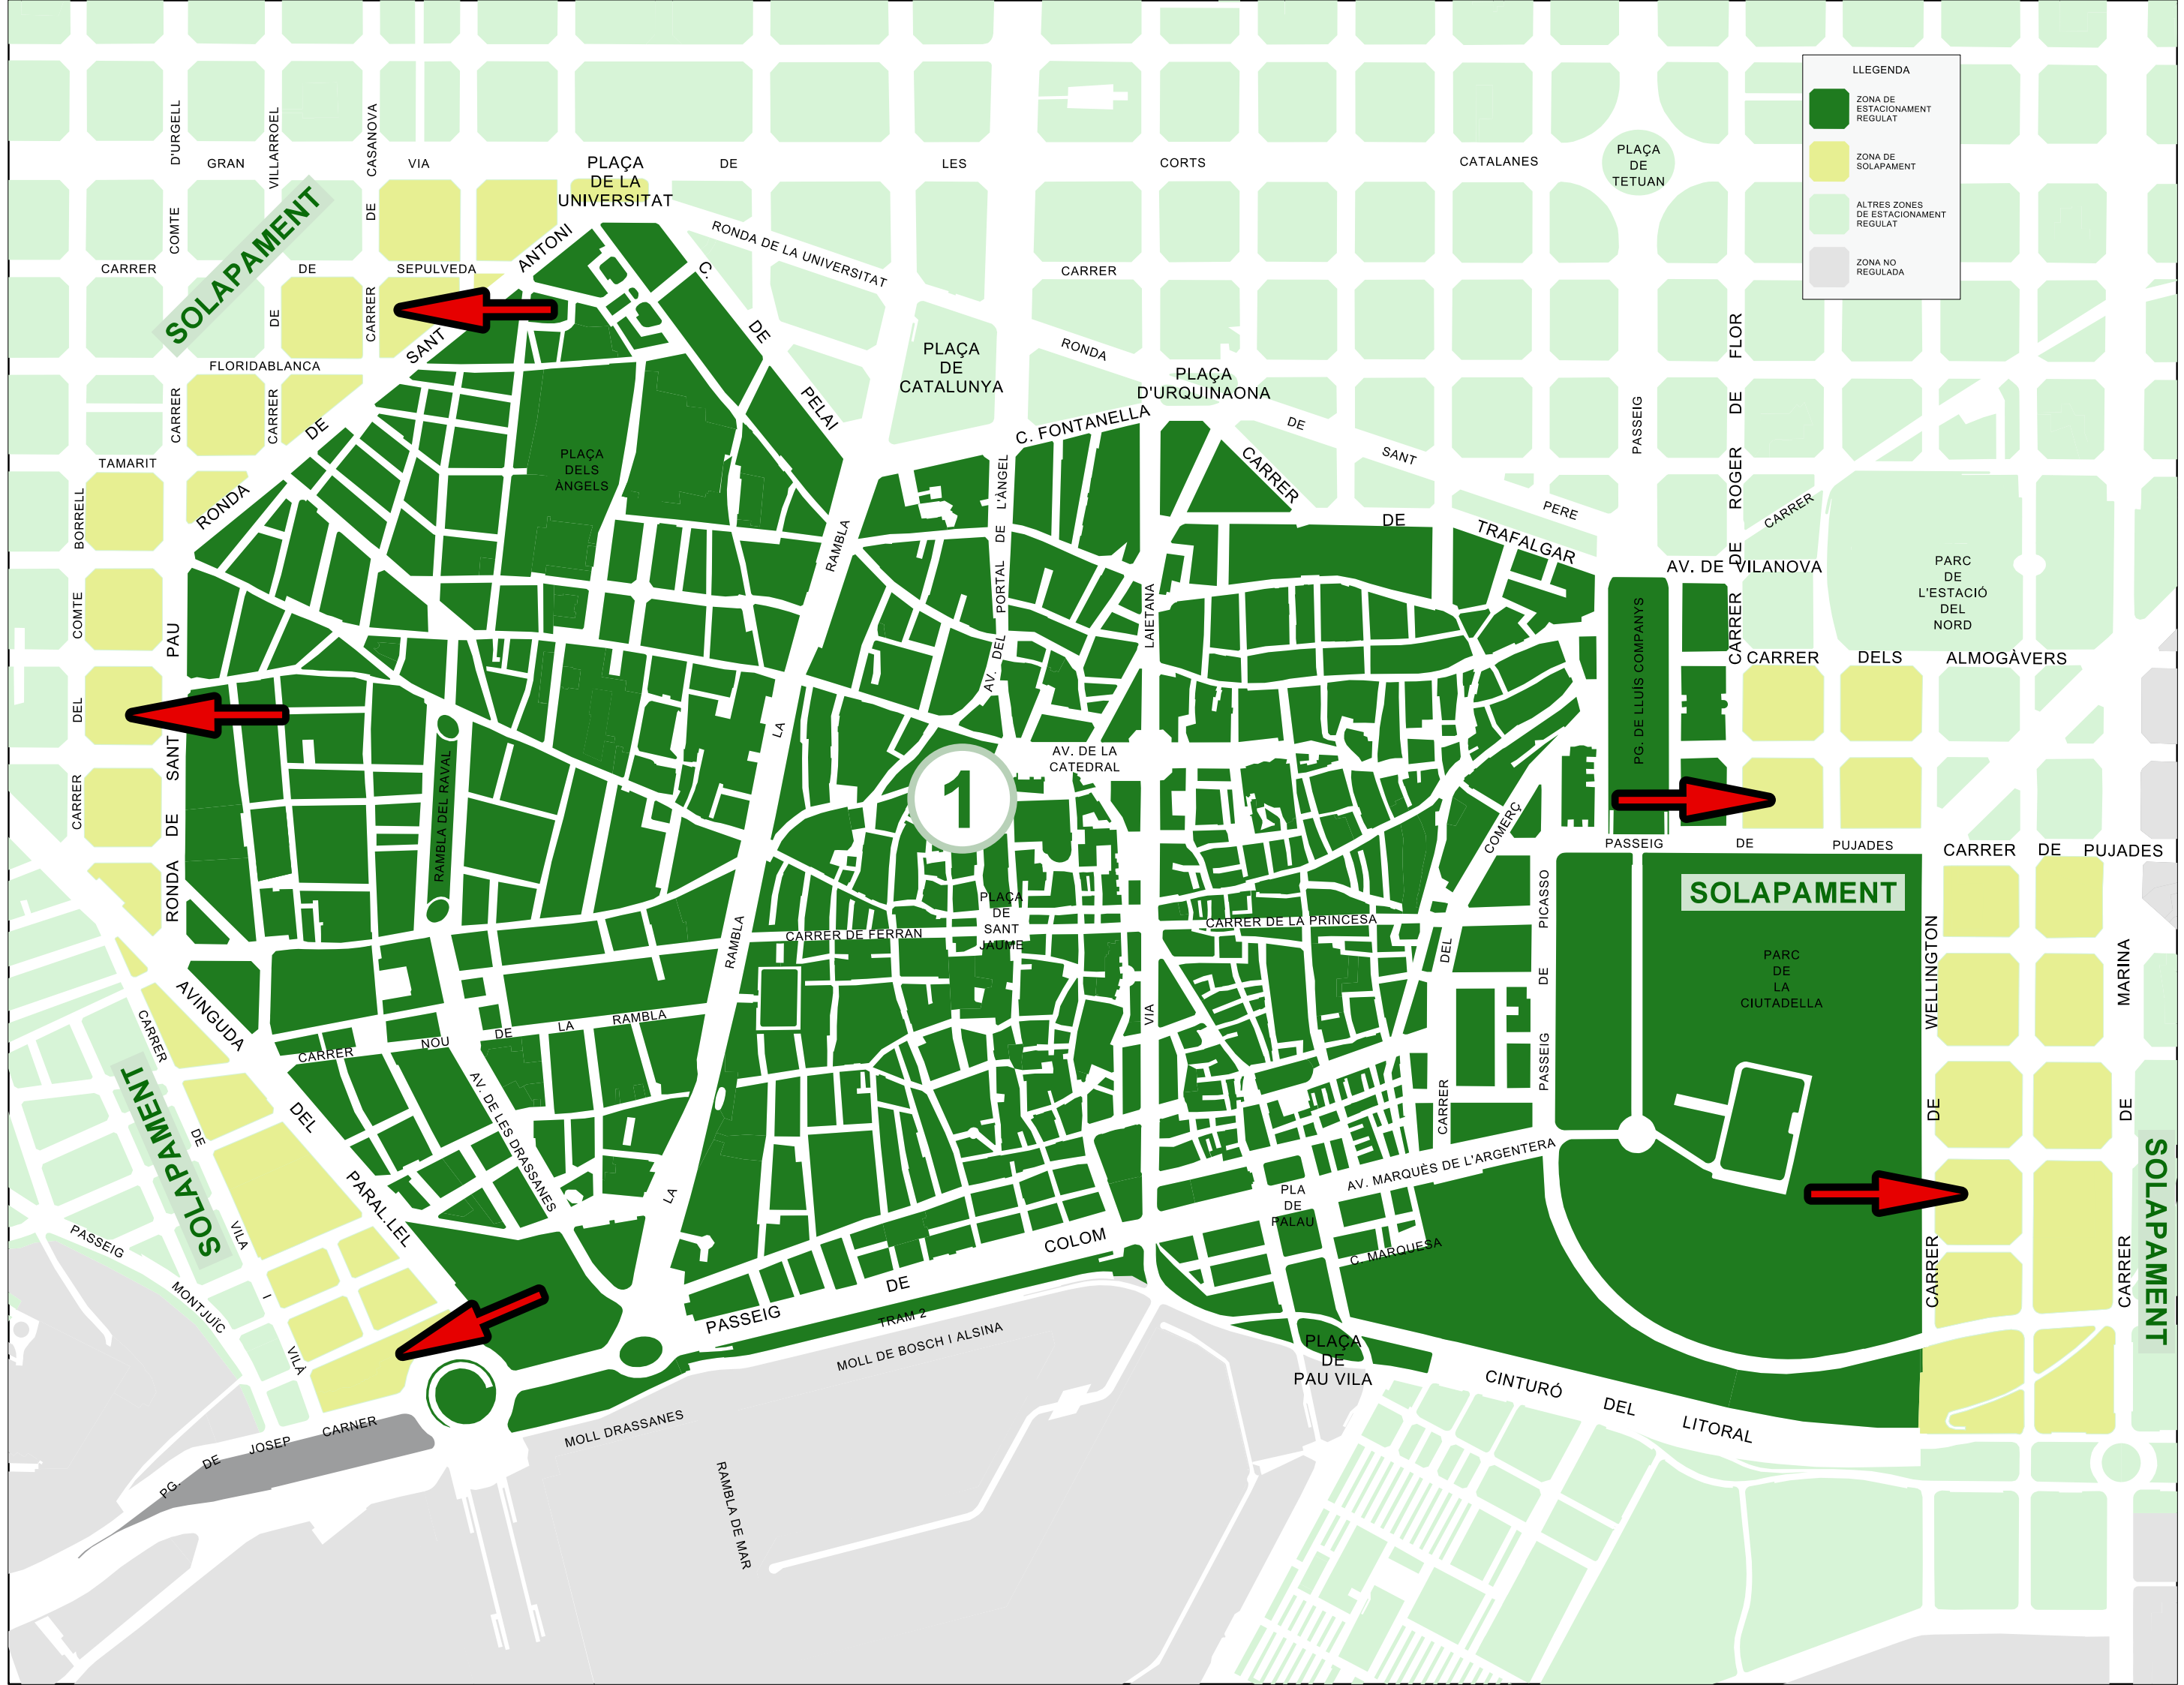 LLEGENDA
ZONA DE
ESTACIONAMENT
REGULAT
ZONA DE
SOLAPAMENT
ALTRES ZONES
DE ESTACIONAMENT
REGULAT
ZONA NO
REGULADA
GRAN VIA DE LES CORTS CATALANES
PLAÇA
DE LA
UNIVERSITAT
PLAÇA
DE
TETUAN
CARRER COMTE D'URGELL
CARRER DE VILLARROEL
CARRER DE CASANOVA
SOLAPAMENT
CARRER DE SEPULVEDA
CARRER
RONDA DE LA UNIVERSITAT
C. DE PELAI
RONDA DE SANT ANTONI
FLORIDABLANCA
TAMARIT
PLAÇA
DE
CATALUNYA
RONDA DE SANT PERE
PLAÇA
D'URQUINAONA
C. FONTANELLA
CARRER DE TRAFALGAR
PASSEIG
CARRER DE ROGER DE FLOR
CARRER
AV. DE VILANOVA
PARC
DE
L'ESTACIÓ
DEL
NORD
CARRER DELS ALMOGÀVERS
PLAÇA
DELS
ÀNGELS
CARRER DEL COMTE BORRELL
RONDA DE SANT PAU
LA RAMBLA
AV. DEL PORTAL DE L'ÀNGEL
VIA LAIETANA
PG. DE LLUÍS COMPANYS
RAMBLA DEL RAVAL
1
AV. DE LA
CATEDRAL
CARRER DEL COMERÇ
PASSEIG DE PUJADES
CARRER DE PUJADES
SOLAPAMENT
PASSEIG DE PICASSO
PLAÇA
DE
SANT
JAUME
CARRER DE FERRAN
CARRER DE LA PRINCESA
PARC
DE
LA
CIUTADELLA
CARRER DE WELLINGTON
CARRER DE MARINA
SOLAPAMENT
AVINGUDA DEL PARAL.LEL
CARRER NOU DE LA RAMBLA
LA RAMBLA
AV. DE LES DRASSANES
CARRER DE VILA I VILÀ
SOLAPAMENT
PASSEIG MONTJUÏC
AV. MARQUÈS DE L'ARGENTERA
PLA
DE
PALAU
C. MARQUESA
PASSEIG DE COLOM
TRAM 2
MOLL DE BOSCH I ALSINA
PLAÇA
DE
PAU VILA
CINTURÓ DEL LITORAL
PG. DE JOSEP CARNER
MOLL DRASSANES
RAMBLA DE MAR